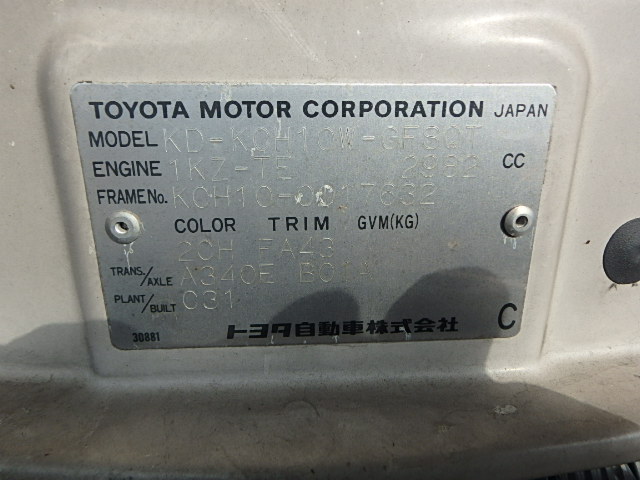 TOYOTA MOTOR CORPORATION JAPAN
MODEL KD-KCH10W-GFSQT
ENGINE 1KZ-TE 2982 CC
FRAME No. KCH10-0017632
COLOR TRIM GVM(KG)
20H FA43
TRANS./AXLE A340E B01A
PLANT/BUILT 031
30881 トヨタ自動車株式会社 C